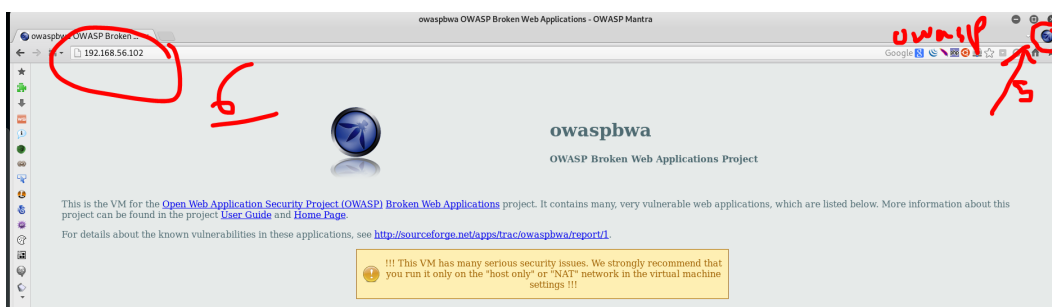 owaspbwa OWASP Broken Web Applications - OWASP Mantra
owaspbwa OWASP Broken ...
owasp
192.168.56.102
Google
6
5
owaspbwa
OWASP Broken Web Applications Project
This is the VM for the Open Web Application Security Project (OWASP) Broken Web Applications project. It contains many, very vulnerable web applications, which are listed below. More information about this
project can be found in the project User Guide and Home Page.
For details about the known vulnerabilities in these applications, see http://sourceforge.net/apps/trac/owaspbwa/report/1.
!!! This VM has many serious security issues. We strongly recommend that
you run it only on the "host only" or "NAT" network in the virtual machine
settings !!!